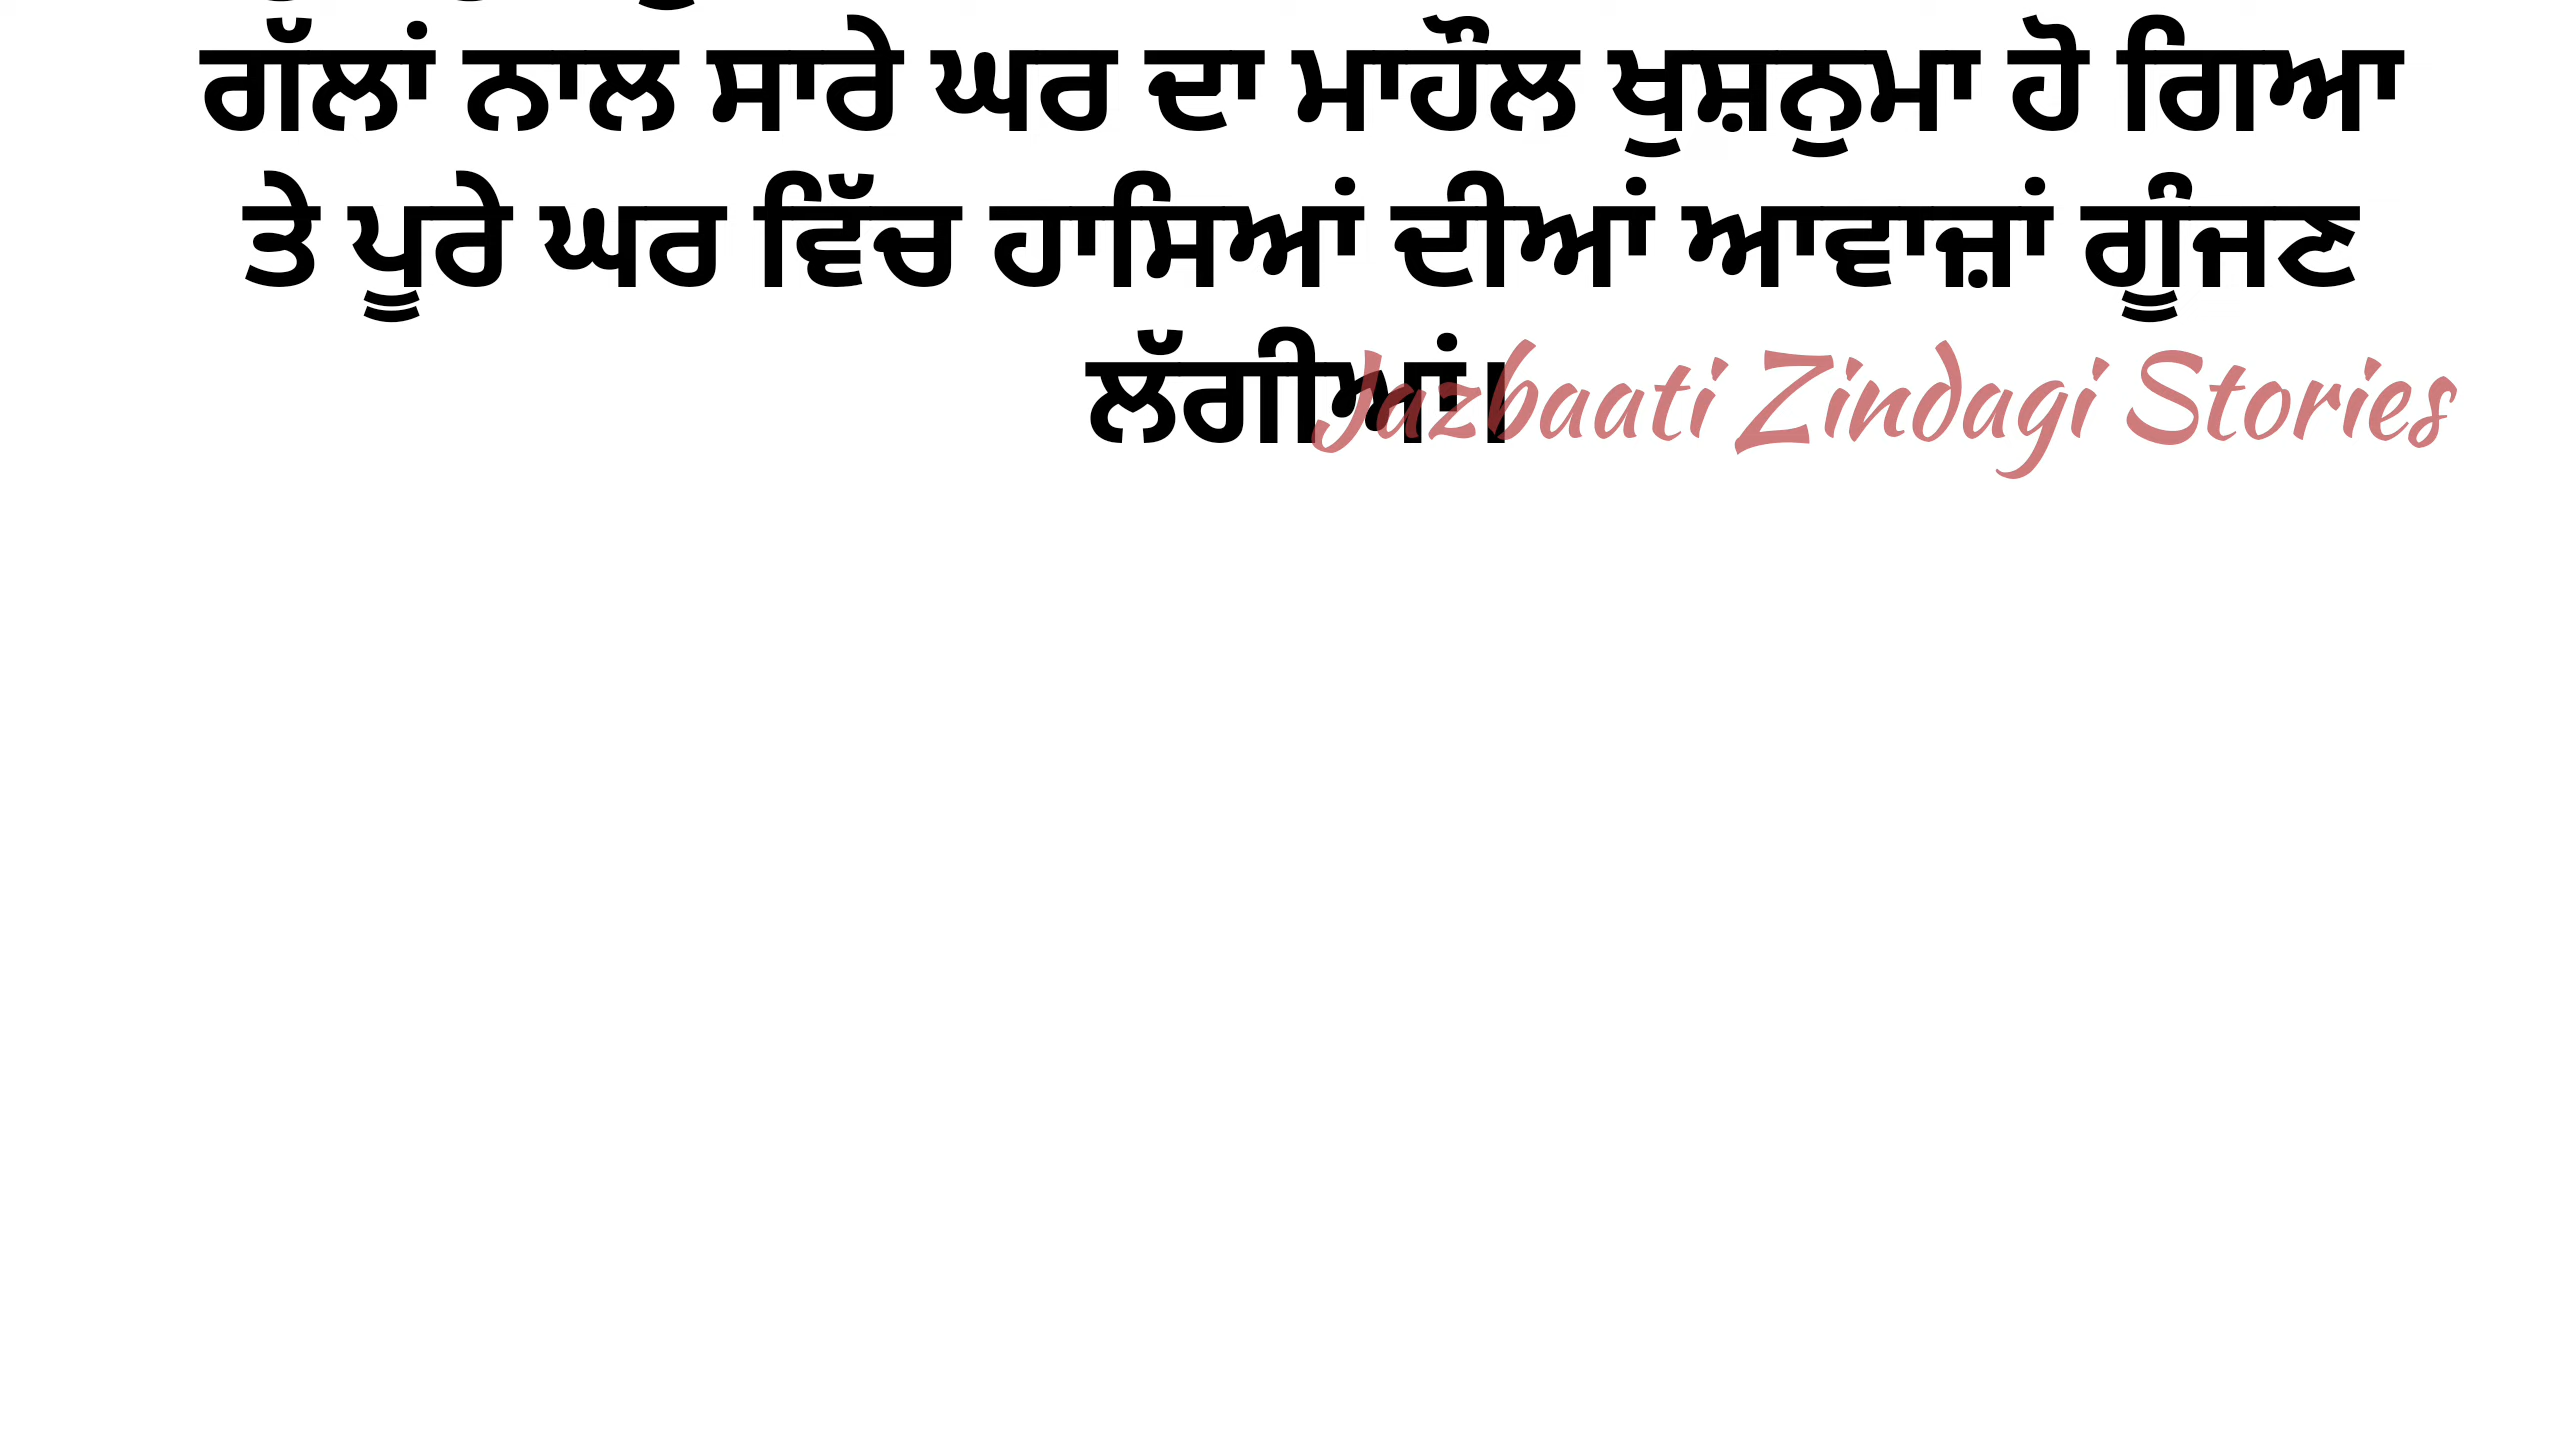 ਗੱਲਾਂ ਨਾਲ ਸਾਰੇ ਘਰ ਦਾ ਮਾਹੌਲ ਖੁਸ਼ਨੁਮਾ ਹੋ ਗਿਆ
ਤੇ ਪੂਰੇ ਘਰ ਵਿੱਚ ਹਾਸਿਆਂ ਦੀਆਂ ਆਵਾਜ਼ਾਂ ਗੂੰਜਣ
ਲੱਗੀਆਂ।
Jazbaati Zindagi Stories